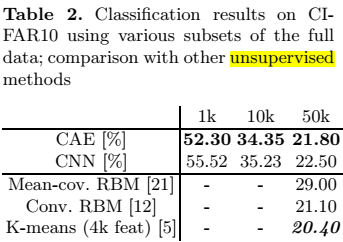 Table 2. Classification results on CI-
FAR10 using various subsets of the full
data; comparison with other unsupervised
methods
1k 10k 50k
CAE [%] 52.30 34.35 21.80
CNN [%] 55.52 35.23 22.50
Mean-cov. RBM [21] - - 29.00
Conv. RBM [12] - - 21.10
K-means (4k feat) [5] - - 20.40